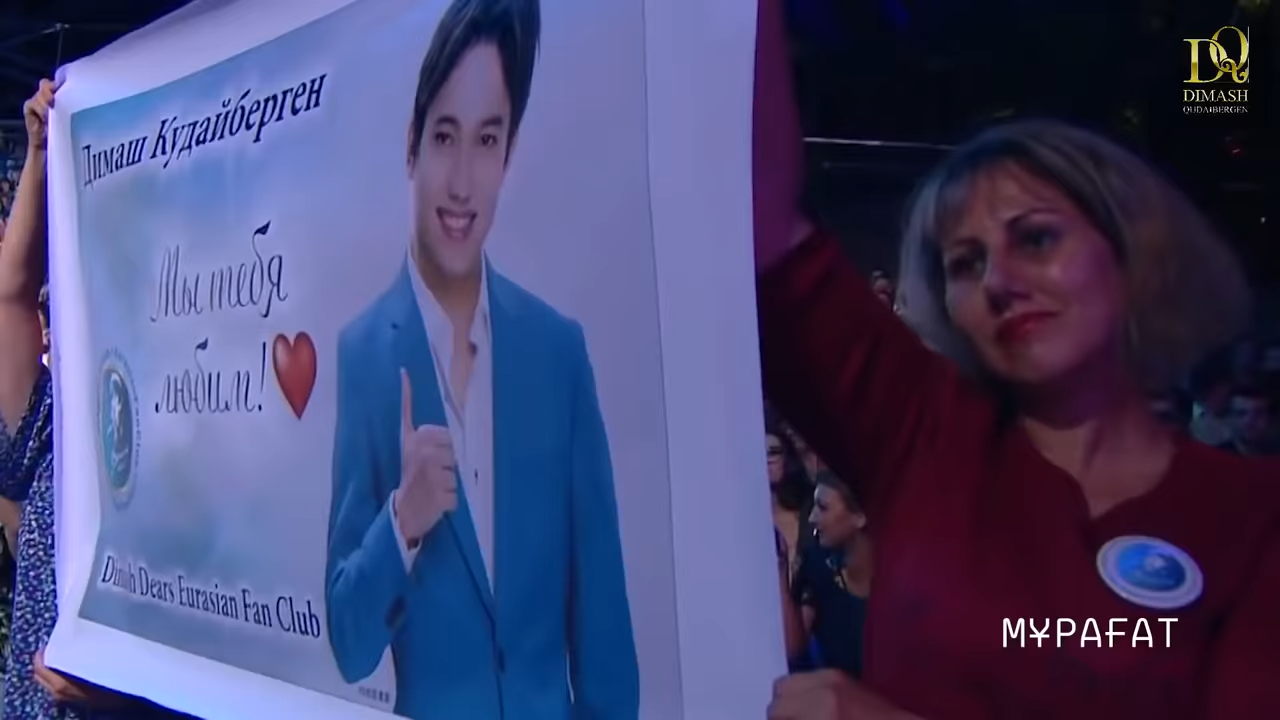 Димаш Кудайберген
Мы тебя
любим!
Dimash Dears Eurasian Fan Club
DQ
DIMASH
QUDAIBERGEN
МҰРАҒАТ